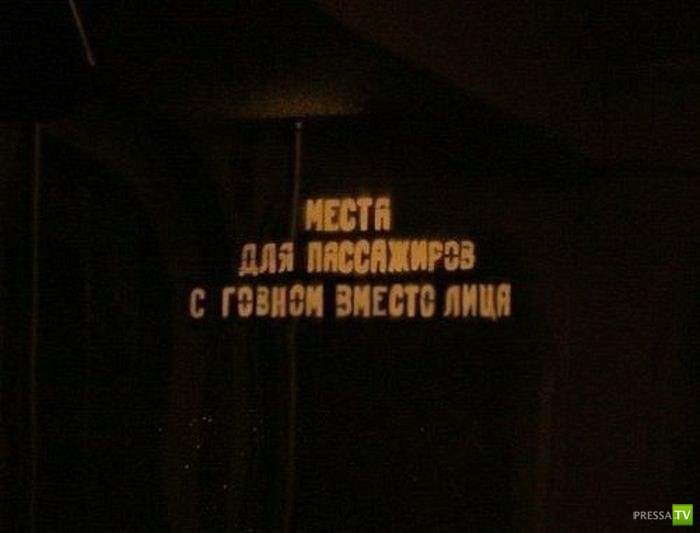 МЕСТА
ДЛЯ ПАССАЖИРОВ
С ГОВНОМ ВМЕСТО ЛИЦА
PRESSA.TV